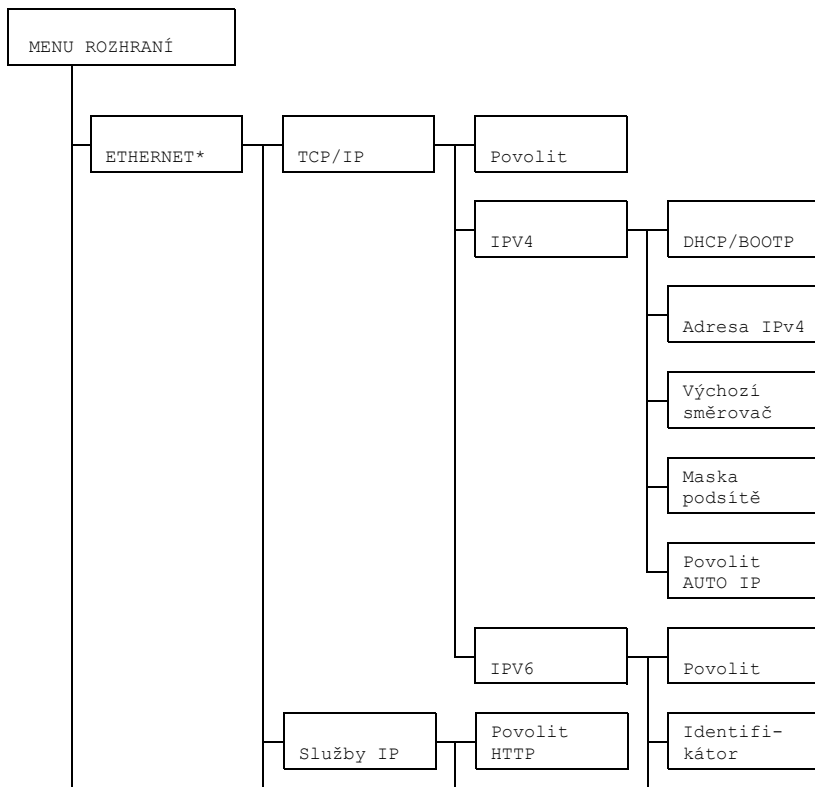 MENU ROZHRANÍ
ETHERNET*
TCP/IP
Povolit
IPV4
DHCP/BOOTP
Adresa IPv4
Výchozí
směrovač
Maska
podsítě
Povolit
AUTO IP
IPV6
Povolit
Služby IP
Povolit
HTTP
Identifi-
kátor